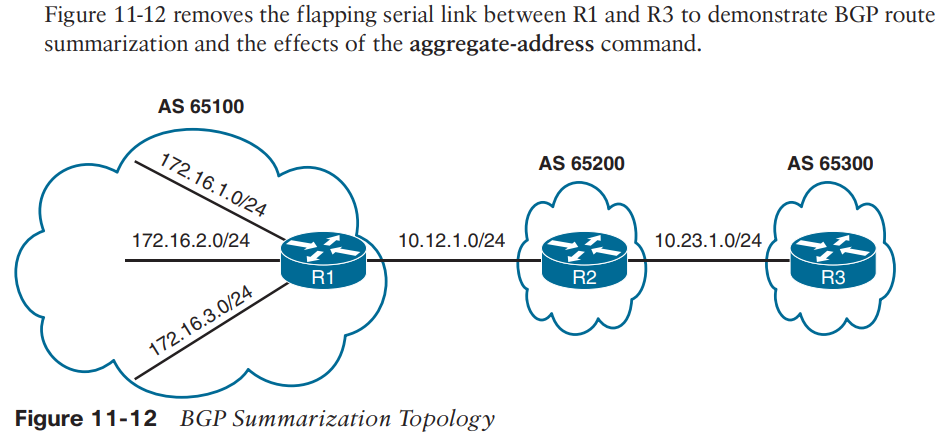 Figure 11-12 removes the flapping serial link between R1 and R3 to demonstrate BGP route
summarization and the effects of the aggregate-address command.
AS 65100
172.16.1.0/24
AS 65200
AS 65300
172.16.2.0/24
10.12.1.0/24
10.23.1.0/24
R1
R2
R3
172.16.3.0/24
Figure 11-12 BGP Summarization Topology